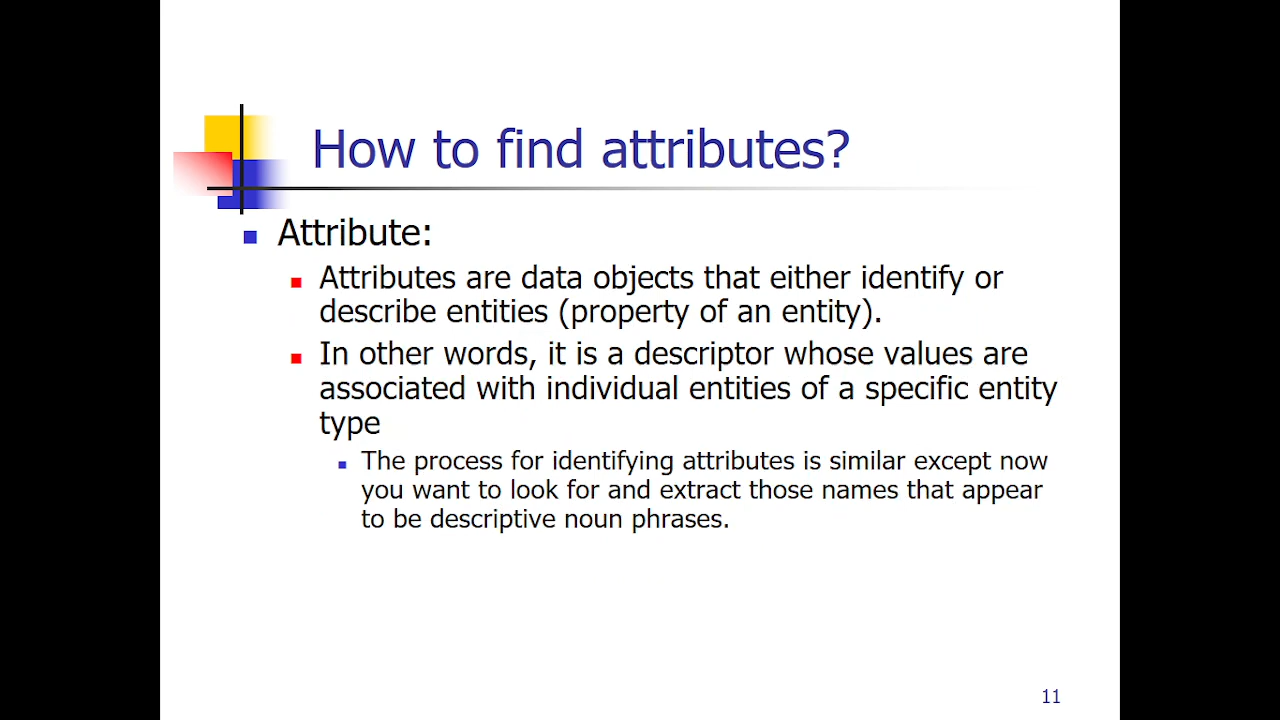 How to find attributes?
Attribute:
Attributes are data objects that either identify or
describe entities (property of an entity).
In other words, it is a descriptor whose values are
associated with individual entities of a specific entity
type
The process for identifying attributes is similar except now
you want to look for and extract those names that appear
to be descriptive noun phrases.
11